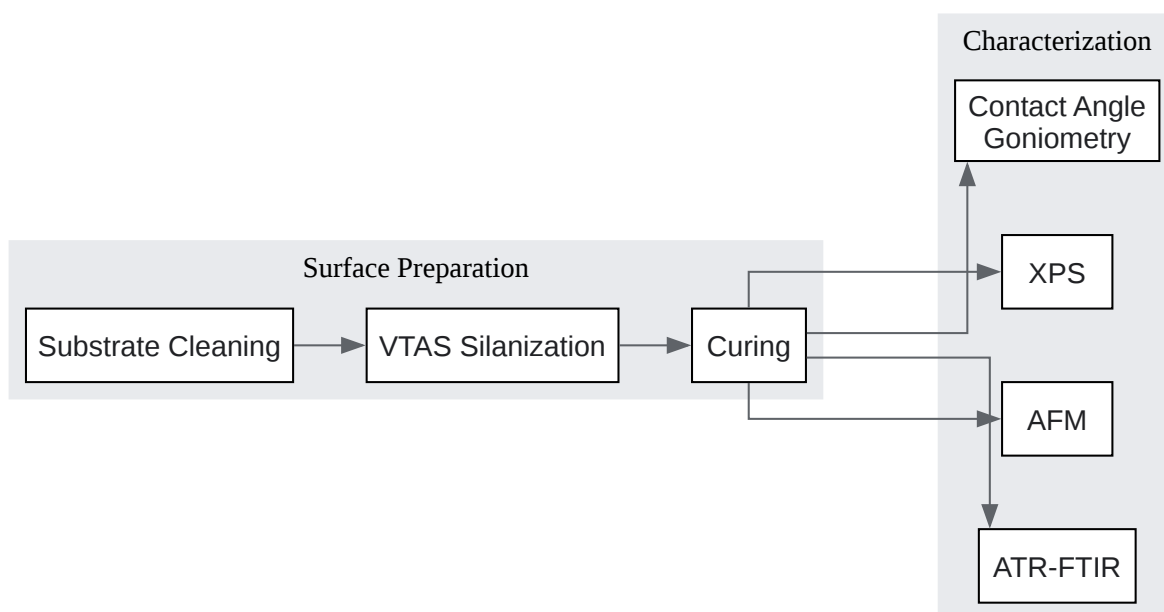 Surface Preparation
Substrate Cleaning
VTAS Silanization
Curing
Characterization
Contact Angle
Goniometry
XPS
AFM
ATR-FTIR